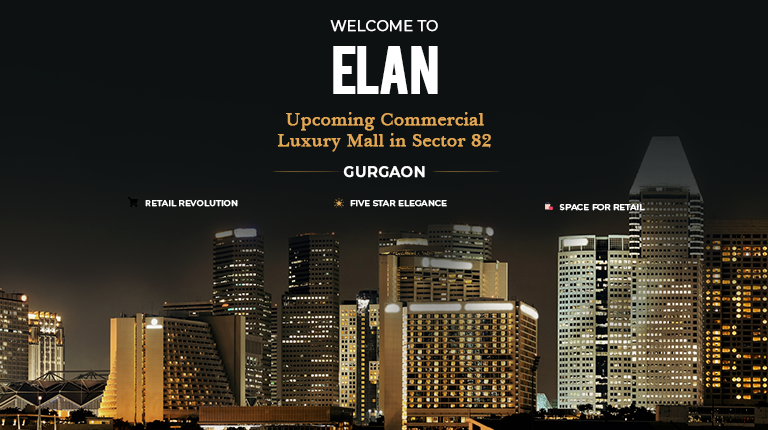 WELCOME TO
ELAN
Upcoming Commercial
Luxury Mall in Sector 82
GURGAON
RETAIL REVOLUTION
FIVE STAR ELEGANCE
SPACE FOR RETAIL